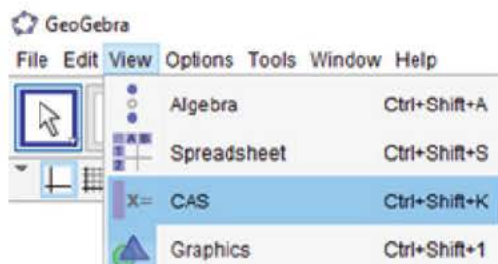 GeoGebra
File Edit View Options Tools Window Help
Algebra Ctrl+Shift+A
Spreadsheet Ctrl+Shift+S
X= CAS Ctrl+Shift+K
Graphics Ctrl+Shift+1